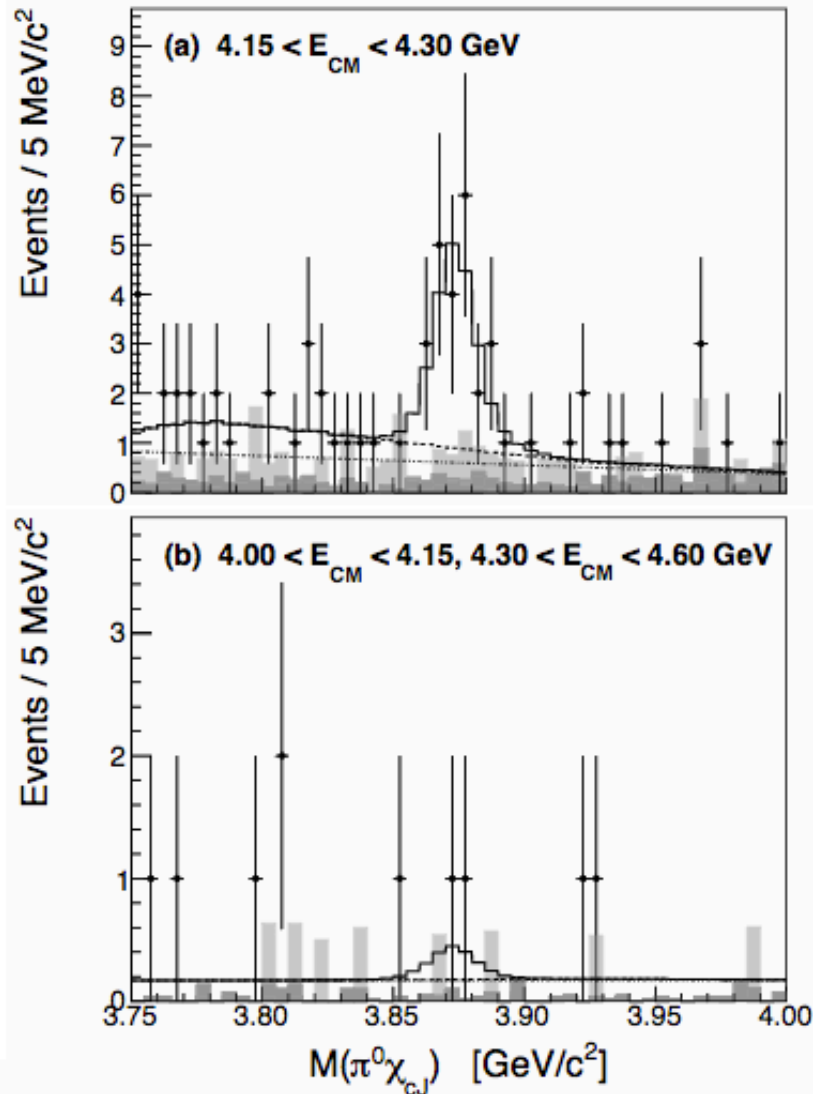 (a) 4.15 < E_CM < 4.30 GeV
Events / 5 MeV/c²
9
8
7
6
5
4
3
2
1
0
(b) 4.00 < E_CM < 4.15, 4.30 < E_CM < 4.60 GeV
Events / 5 MeV/c²
3
2
1
0
3.75 3.80 3.85 3.90 3.95 4.00
M(π⁰χ_cJ) [GeV/c²]